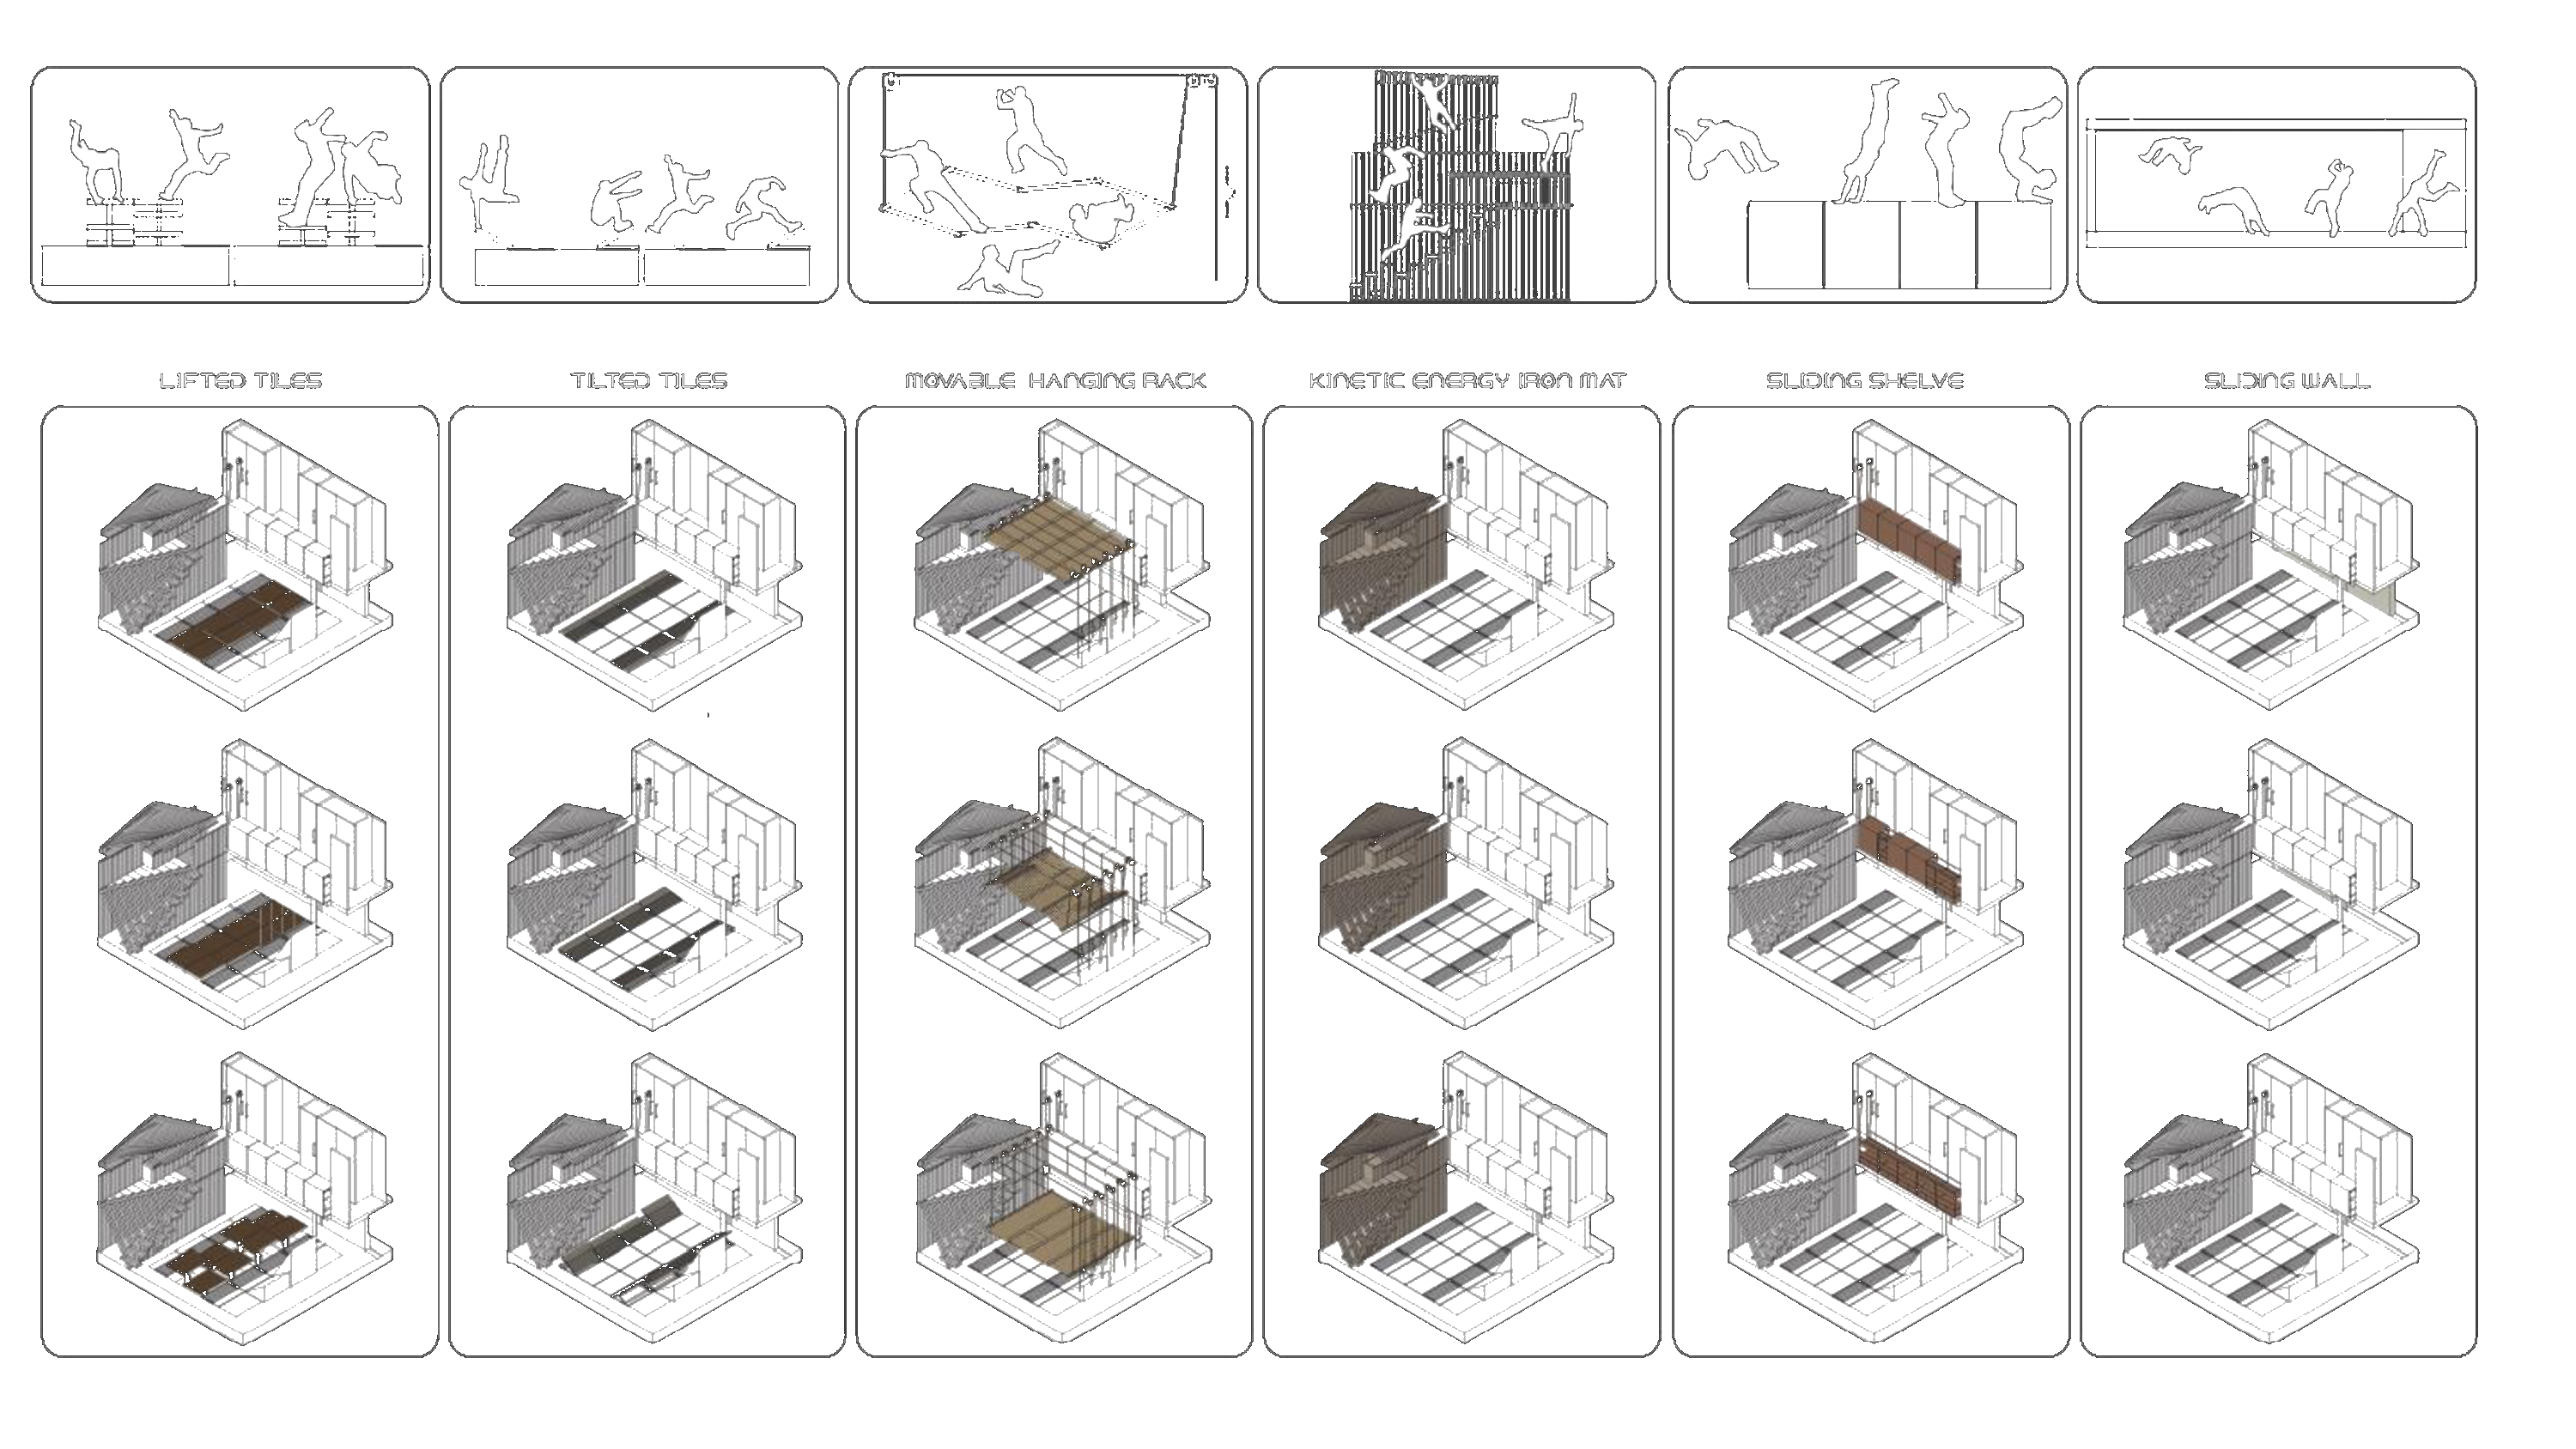 LIFTED TILES
TILTED TILES
MOVABLE HANGING RACK
KINETIC ENERGY IRON MAT
SLIDING SHELVE
SLIDING WALL